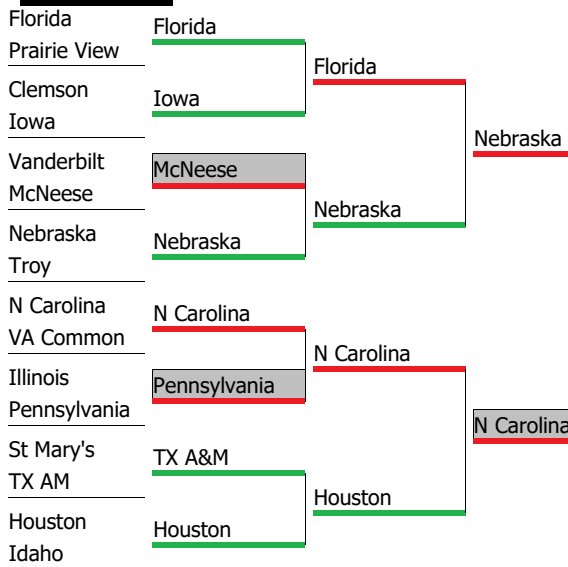 Florida
Prairie View
Clemson
Iowa
Vanderbilt
McNeese
Nebraska
Troy
N Carolina
VA Common
Illinois
Pennsylvania
St Mary's
TX AM
Houston
Idaho
Florida
Iowa
McNeese
Nebraska
N Carolina
Pennsylvania
TX A&M
Houston
Florida
Nebraska
N Carolina
Houston
Nebraska
N Carolina